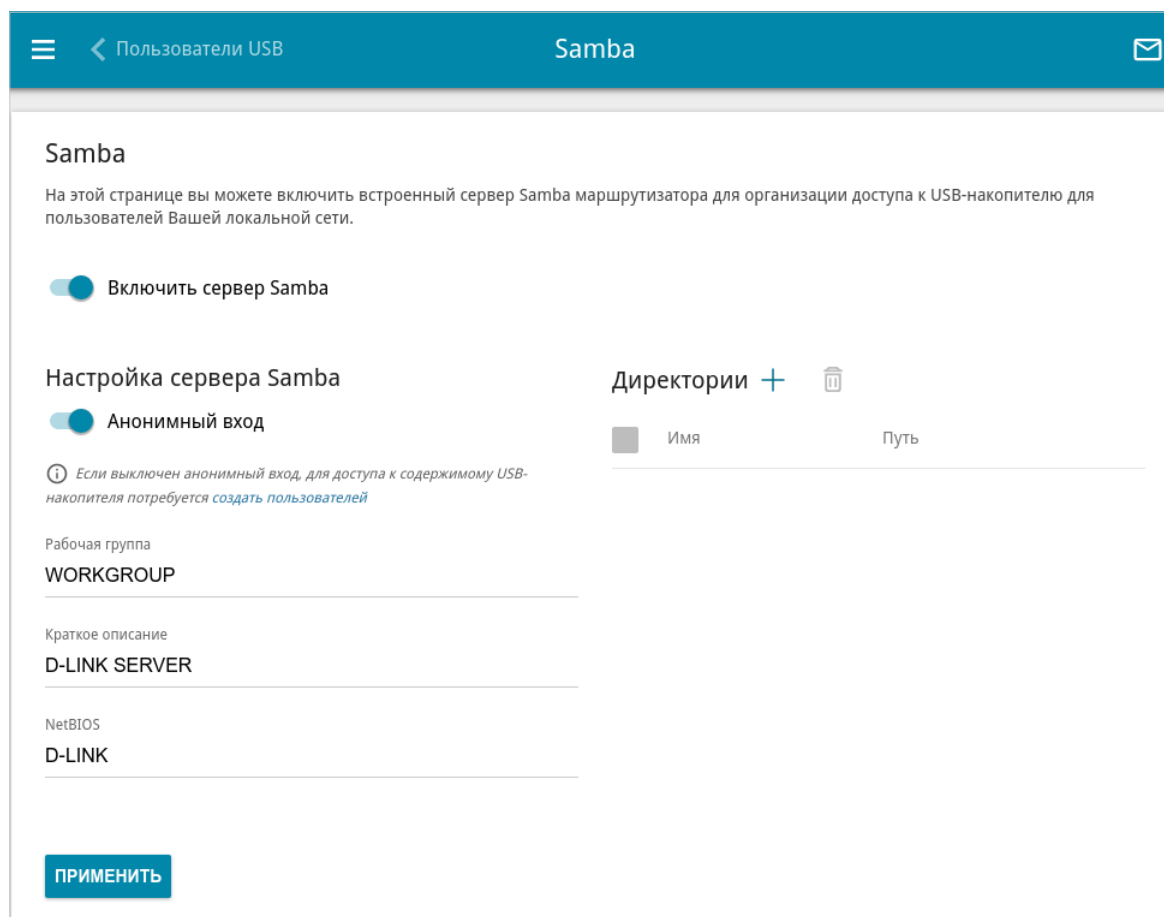 Пользователи USB
Samba
Samba
На этой странице вы можете включить встроенный сервер Samba маршрутизатора для организации доступа к USB-накопителю для
пользователей Вашей локальной сети.
Включить сервер Samba
Настройка сервера Samba
Анонимный вход
Если выключен анонимный вход, для доступа к содержимому USB-
накопителя потребуется создать пользователей
Рабочая группа
WORKGROUP
Краткое описание
D-LINK SERVER
NetBIOS
D-LINK
ПРИМЕНИТЬ
Директории
Имя Путь